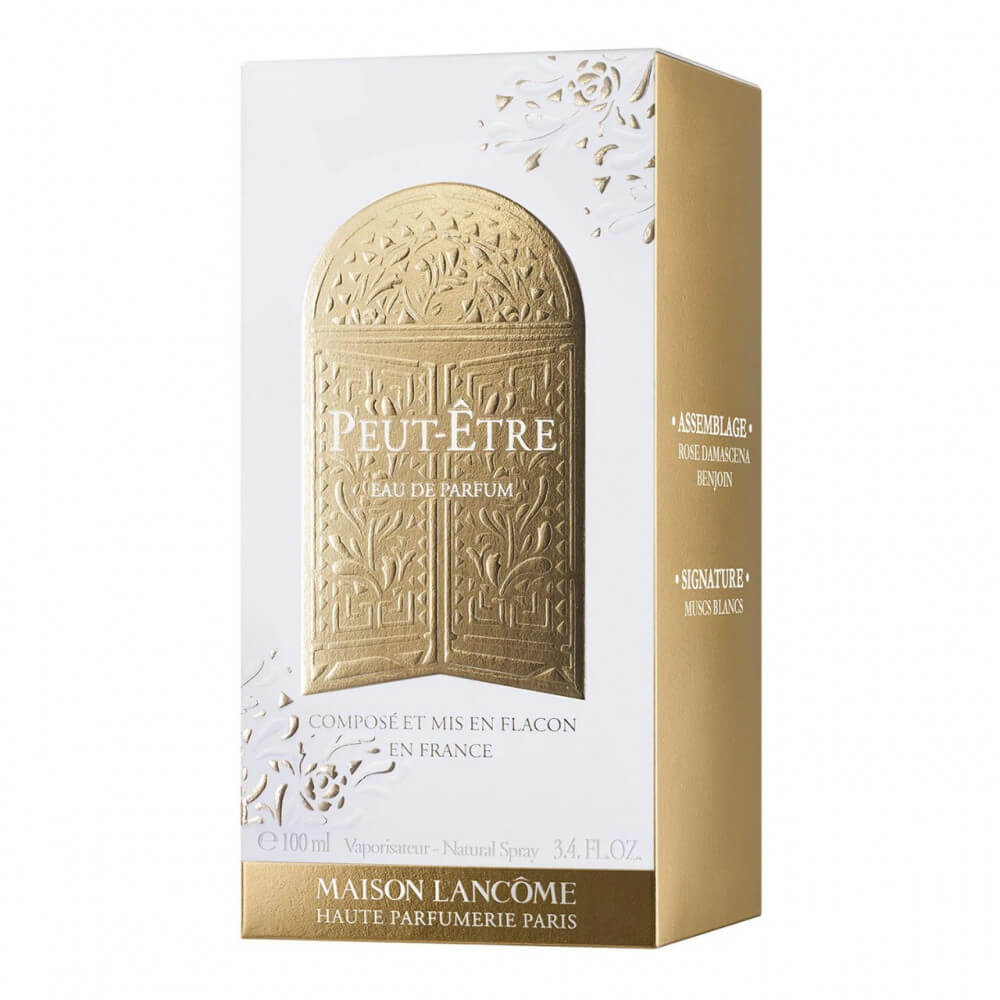 PEUT-ÊTRE
EAU DE PARFUM
COMPOSÉ ET MIS EN FLACON
EN FRANCE
℮ 100 ml Vaporisateur - Natural Spray 3.4. FL.OZ.
MAISON LANCÔME
HAUTE PARFUMERIE PARIS
• ASSEMBLAGE •
ROSE DAMASCENA
BENJOIN
• SIGNATURE •
MUSCS BLANCS